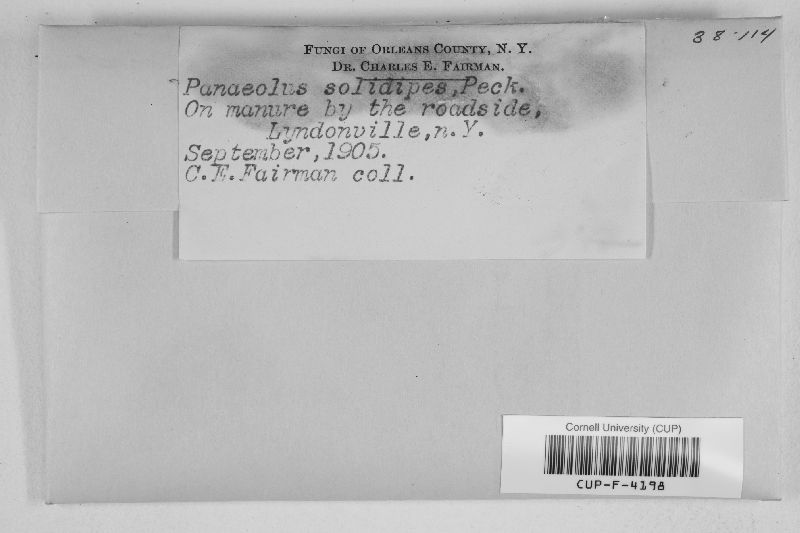 38-114
FUNGI OF ORLEANS COUNTY, N. Y.
DR. CHARLES E. FAIRMAN.
Panaeolus solidipes, Peck.
On manure by the roadside,
Lyndonville, n. Y.
September, 1905.
C. E. Fairman coll.
Cornell University (CUP)
CUP-F-4198